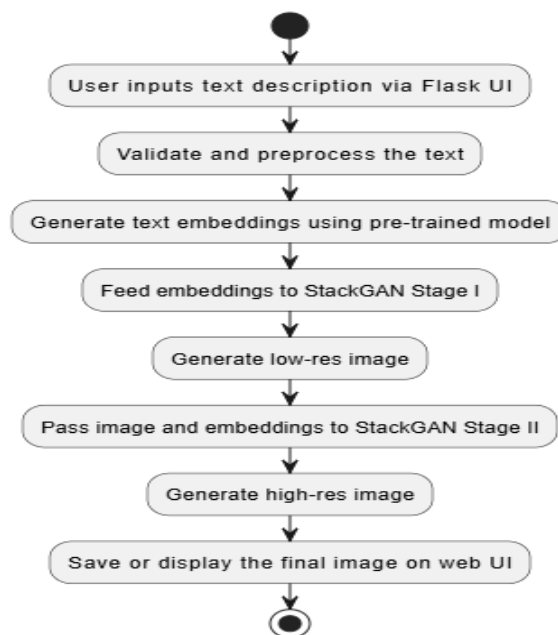 User inputs text description via Flask UI
Validate and preprocess the text
Generate text embeddings using pre-trained model
Feed embeddings to StackGAN Stage I
Generate low-res image
Pass image and embeddings to StackGAN Stage II
Generate high-res image
Save or display the final image on web UI